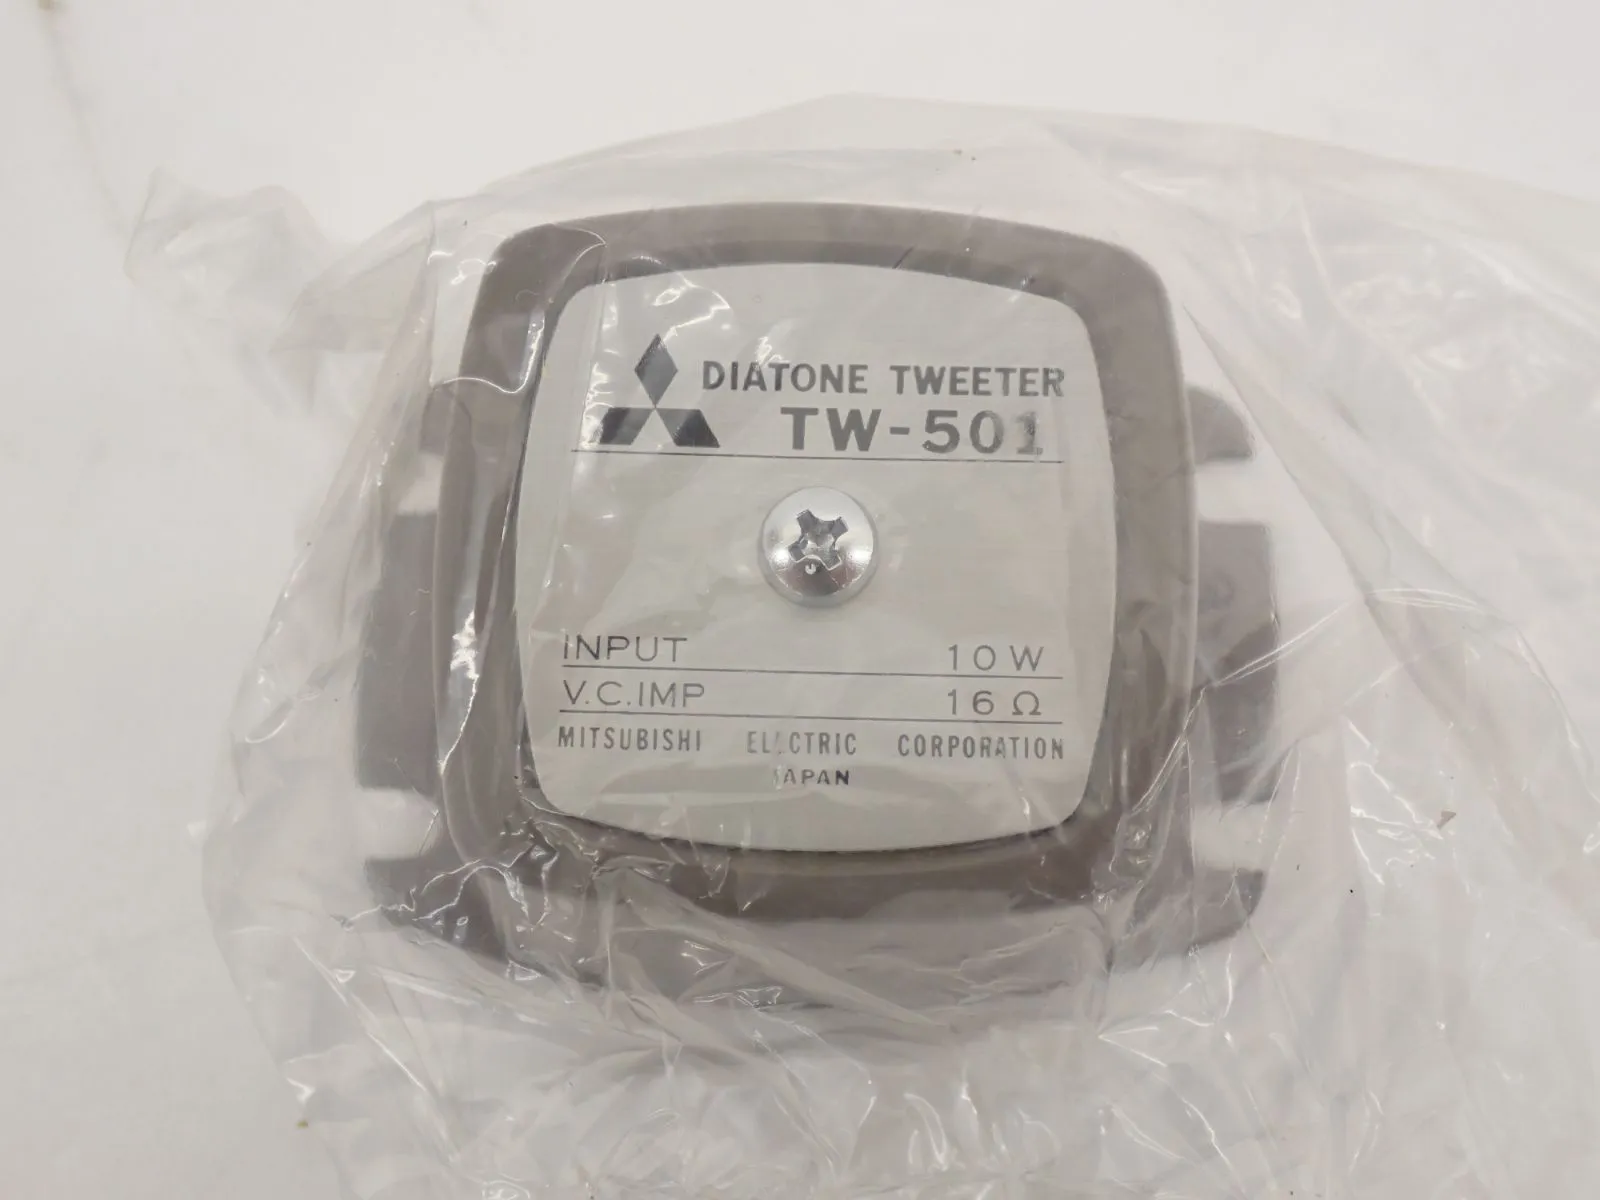 DIATONE TWEETER
TW-501
INPUT 10W
V.C.IMP 16Ω
MITSUBISHI ELECTRIC CORPORATION
JAPAN